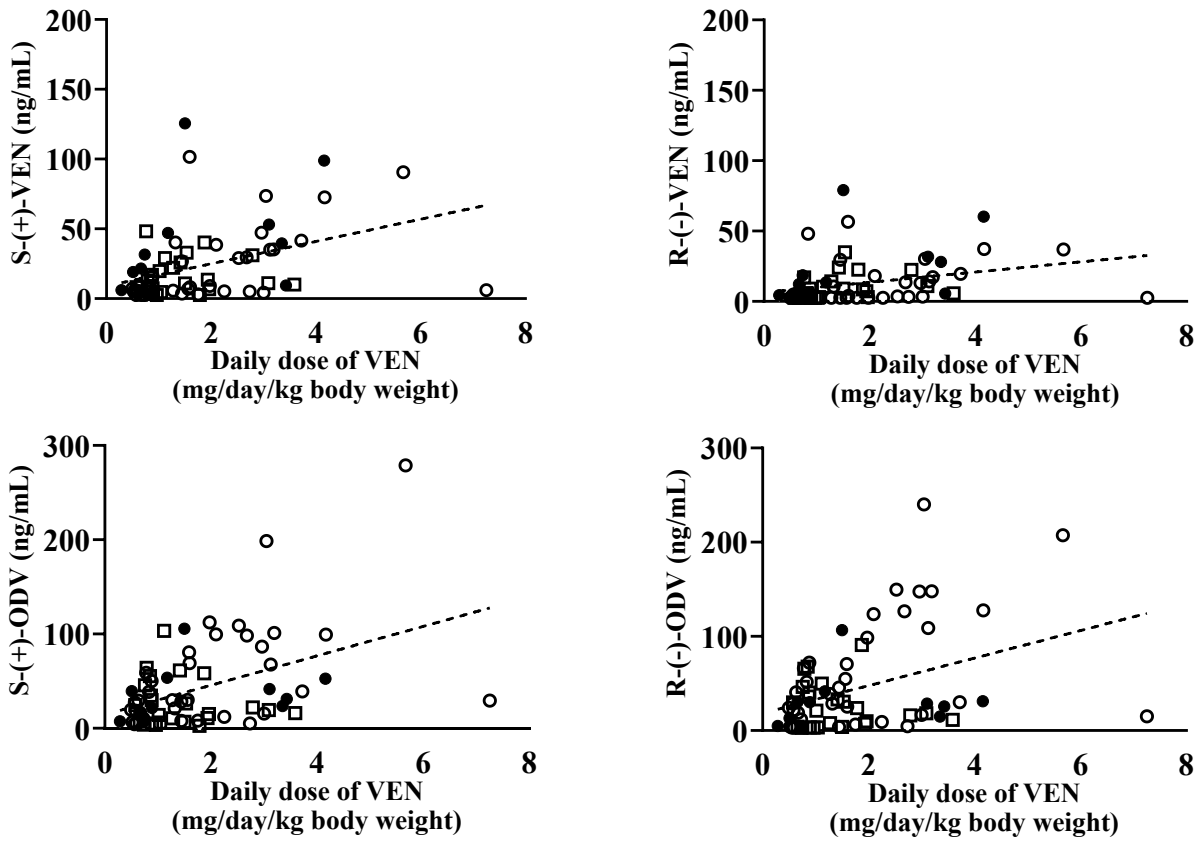 S-(+)-VEN (ng/mL)
200
150
100
50
0
0 2 4 6 8
Daily dose of VEN
(mg/day/kg body weight)
R-(-)-VEN (ng/mL)
200
150
100
50
0
0 2 4 6 8
Daily dose of VEN
(mg/day/kg body weight)
S-(+)-ODV (ng/mL)
300
200
100
0
0 2 4 6 8
Daily dose of VEN
(mg/day/kg body weight)
R-(-)-ODV (ng/mL)
300
200
100
0
0 2 4 6 8
Daily dose of VEN
(mg/day/kg body weight)